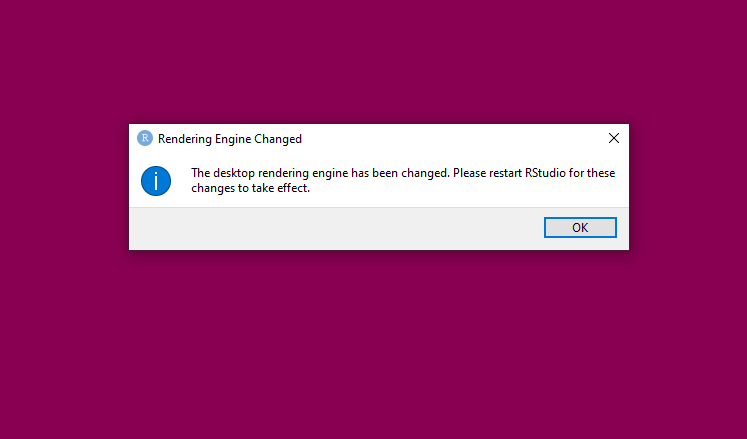 R Rendering Engine Changed
The desktop rendering engine has been changed. Please restart RStudio for these
changes to take effect.
OK